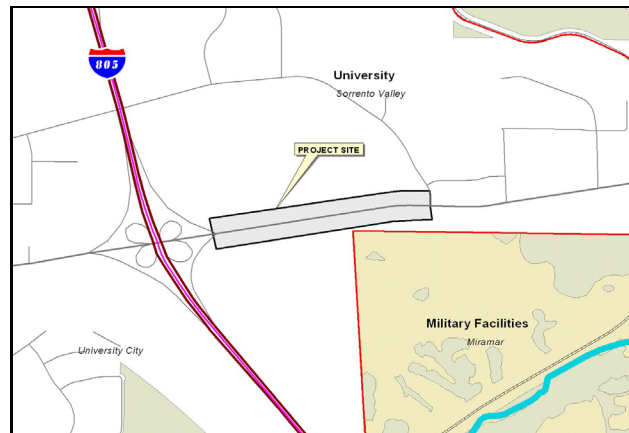 805
University
Sorrento Valley
PROJECT SITE
Military Facilities
Miramar
University City